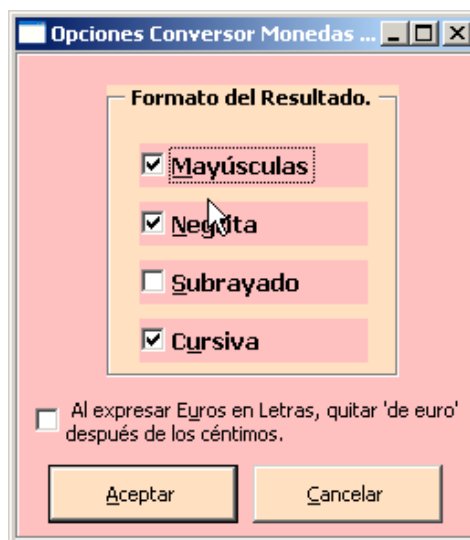 Opciones Conversor Monedas ...
Formato del Resultado.
Mayúsculas
Negrita
Subrayado
Cursiva
Al expresar Euros en Letras, quitar 'de euro'
después de los céntimos.
Aceptar
Cancelar